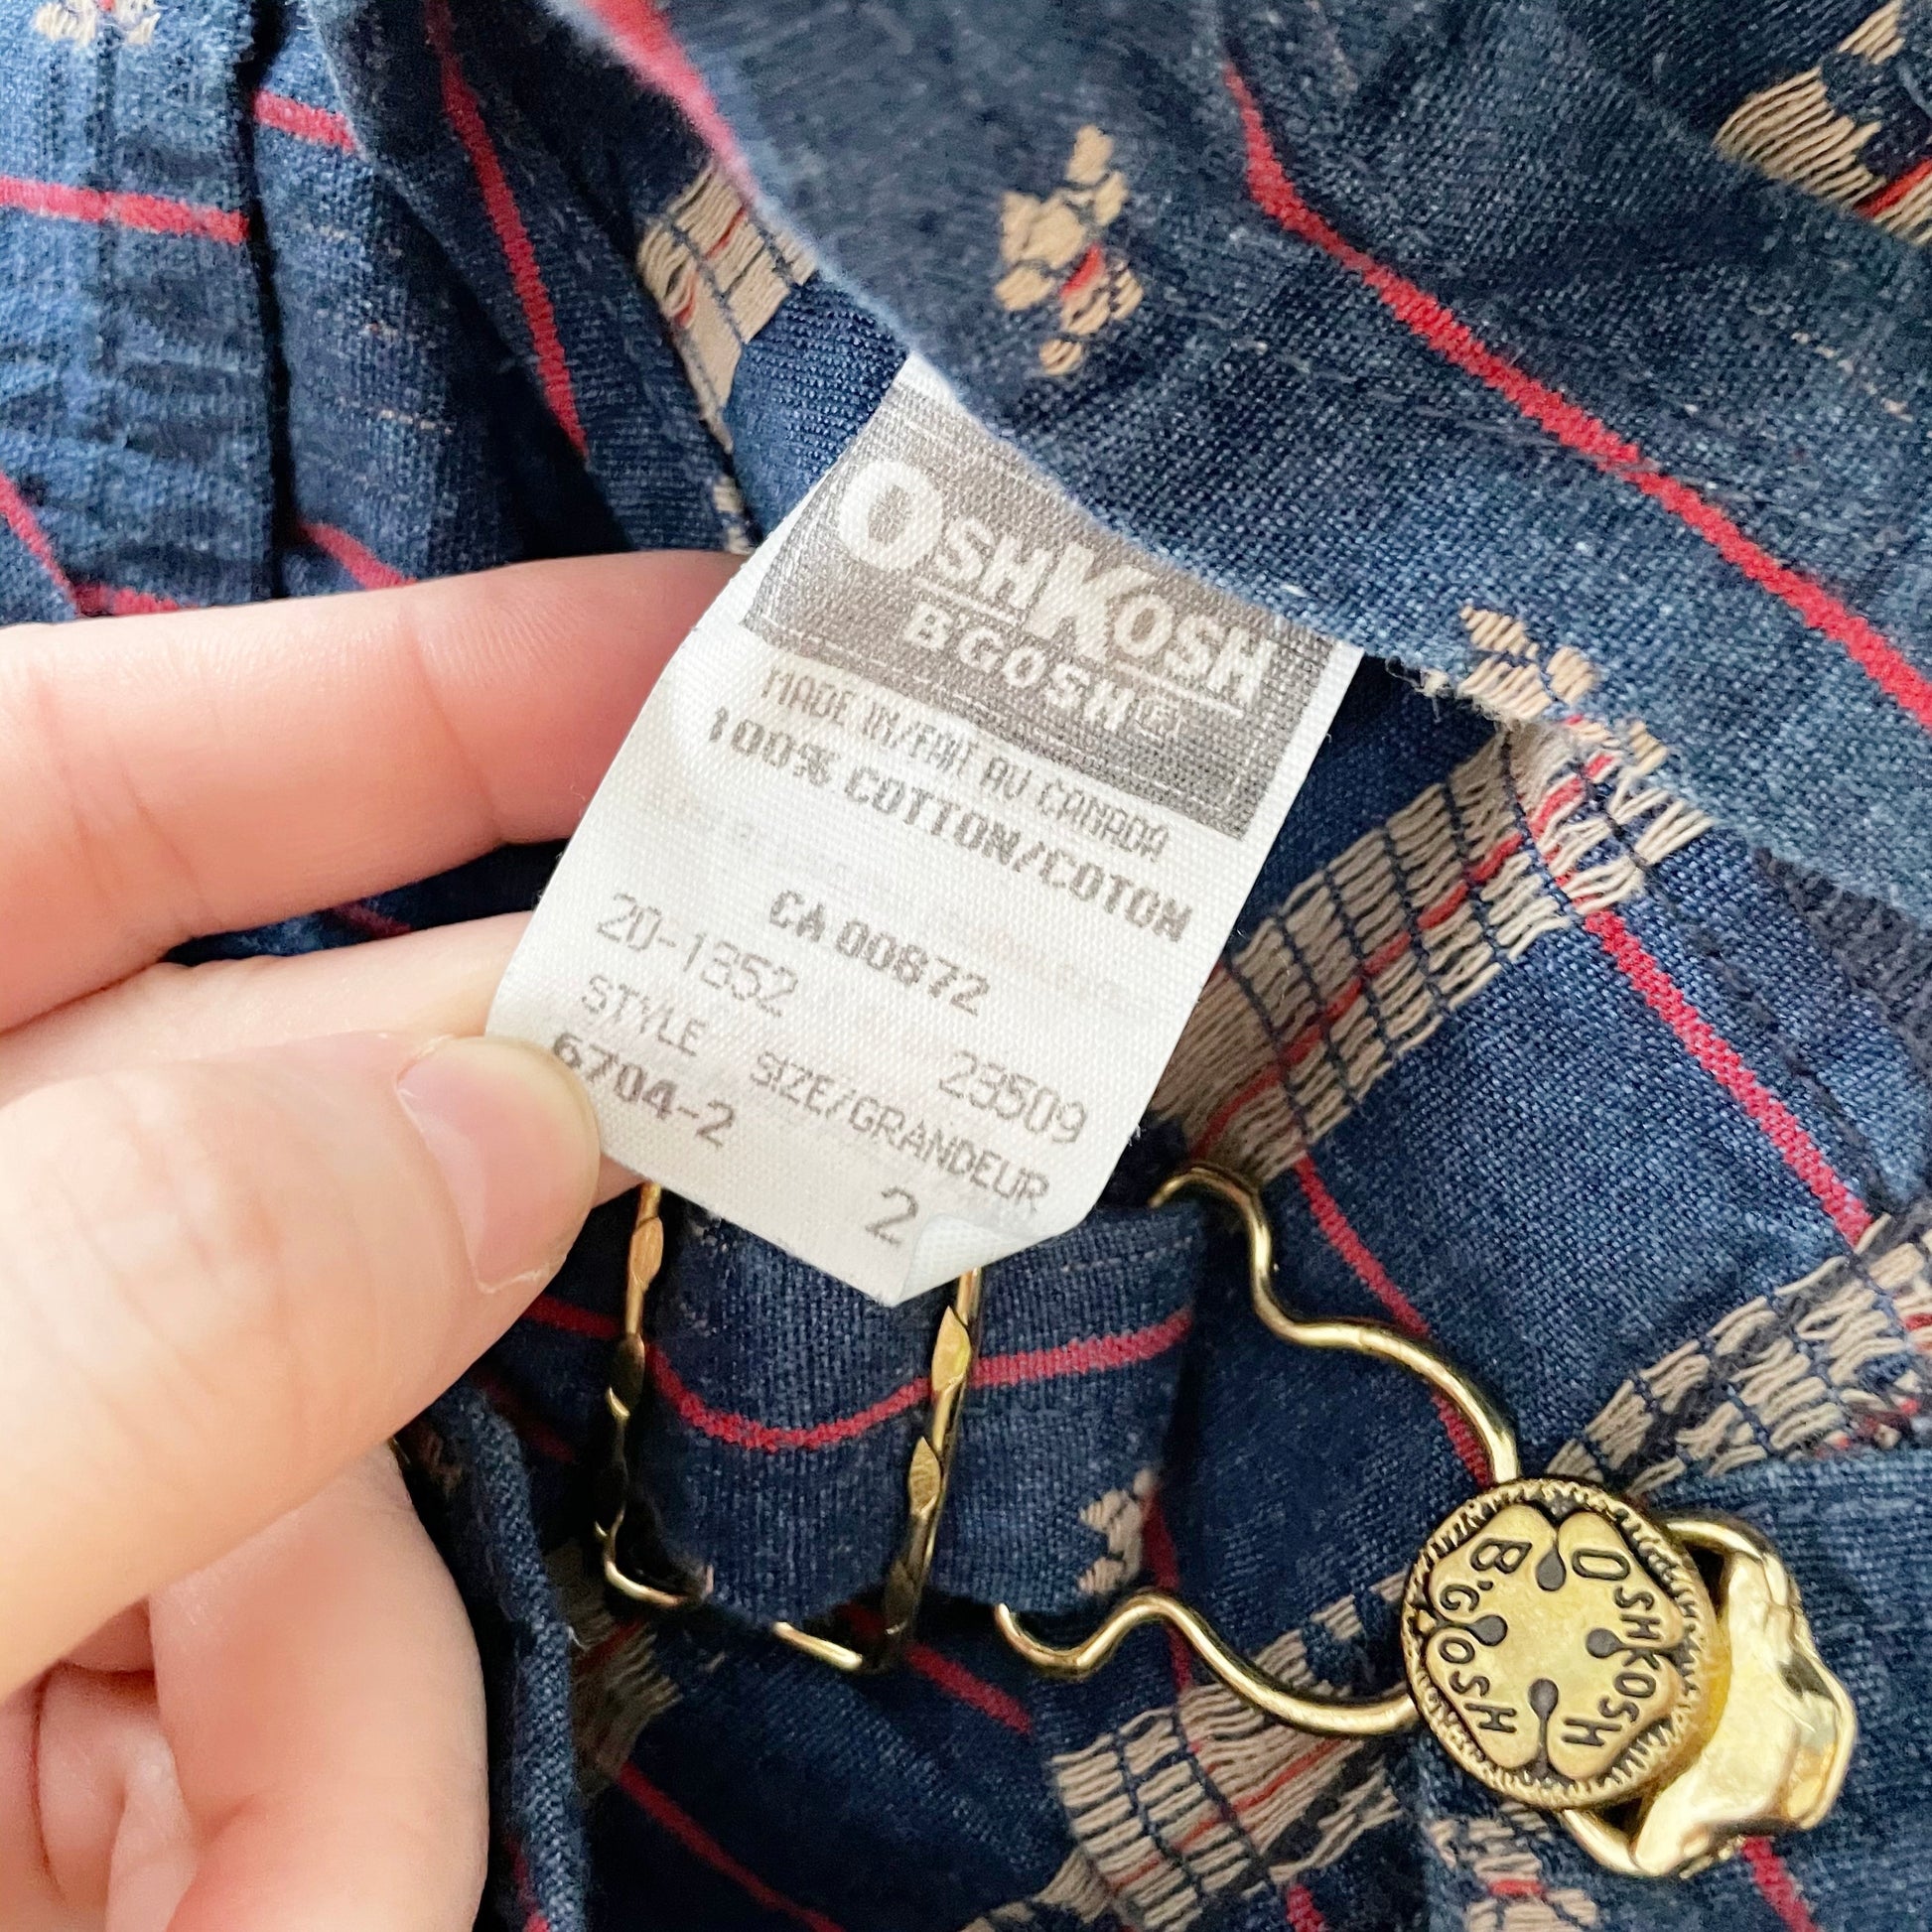 OSHKOSH
B'GOSH®
MADE IN/FAIT AU CANADA
100% COTTON/COTON
CA 00872
20-1352
23509
STYLE SIZE/GRANDEUR
6704-2
2
OSHKOSH
B'GOSH